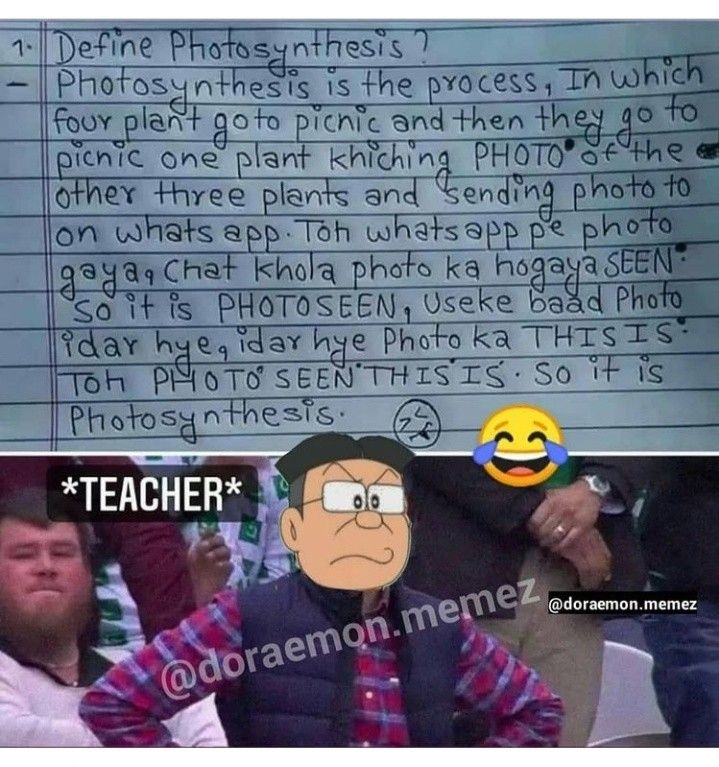 1. Define Photosynthesis?
– Photosynthesis is the process, In which
four plant go to picnic and then they go to
picnic one plant khiching PHOTO of the
other three plants and sending photo to
on whats app. Toh whatsapp pe photo
gaya, Chat khola photo ka hogaya SEEN.
So it is PHOTOSEEN, Useke baad Photo
idar hye, idar hye Photo ka THIS IS.
Toh PHOTO SEEN THIS IS. So it is
Photosynthesis.
*TEACHER*
@doraemon.memez
@doraemon.memez